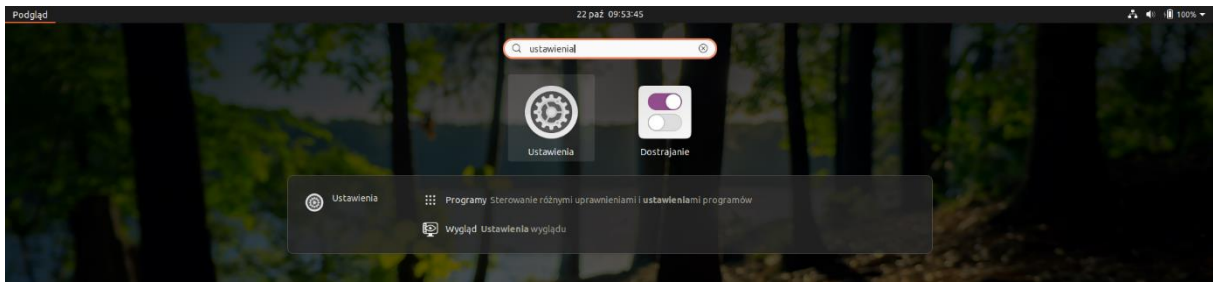 Podgląd
22 paź 09:53:45
100%
ustawienia
Ustawienia
Dostrajanie
Ustawienia
Programy Sterowanie różnymi uprawnieniami i ustawieniami programów
Wygląd Ustawienia wyglądu